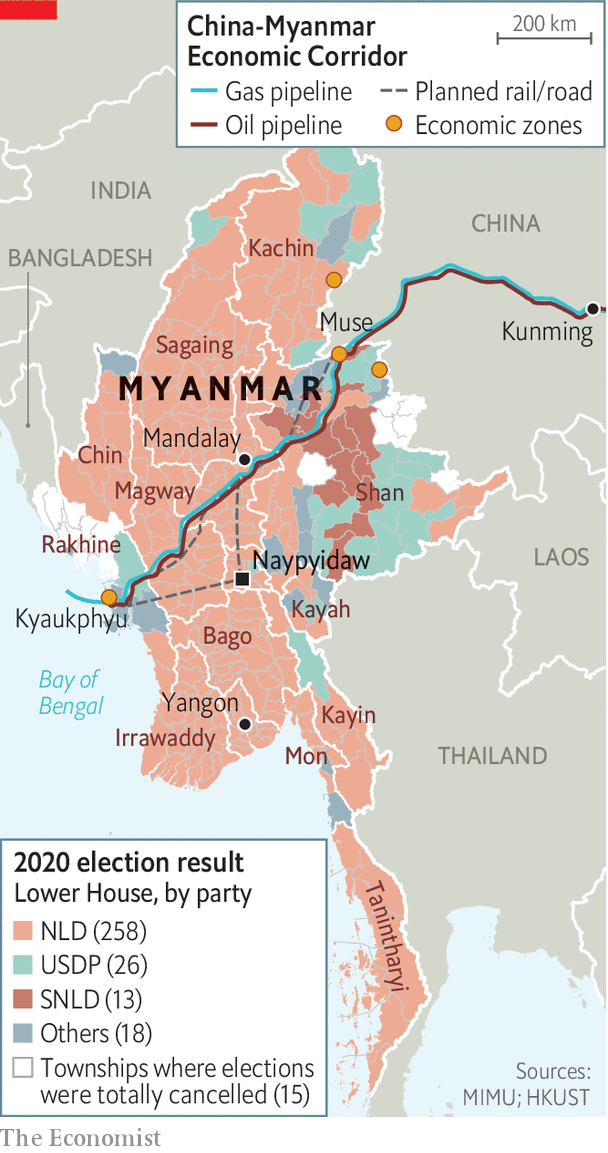 China-Myanmar
Economic Corridor
200 km
Gas pipeline
Planned rail/road
Oil pipeline
Economic zones
INDIA
CHINA
Kachin
BANGLADESH
Muse
Kunming
Sagaing
MYANMAR
Mandalay
Chin
Magway
Shan
Rakhine
Naypyidaw
LAOS
Kyaukphyu
Kayah
Bago
Bay of
Bengal
Yangon
Kayin
Irrawaddy
Mon
THAILAND
Tanintharyi
2020 election result
Lower House, by party
NLD (258)
USDP (26)
SNLD (13)
Others (18)
Townships where elections
were totally cancelled (15)
Sources:
MIMU; HKUST
The Economist